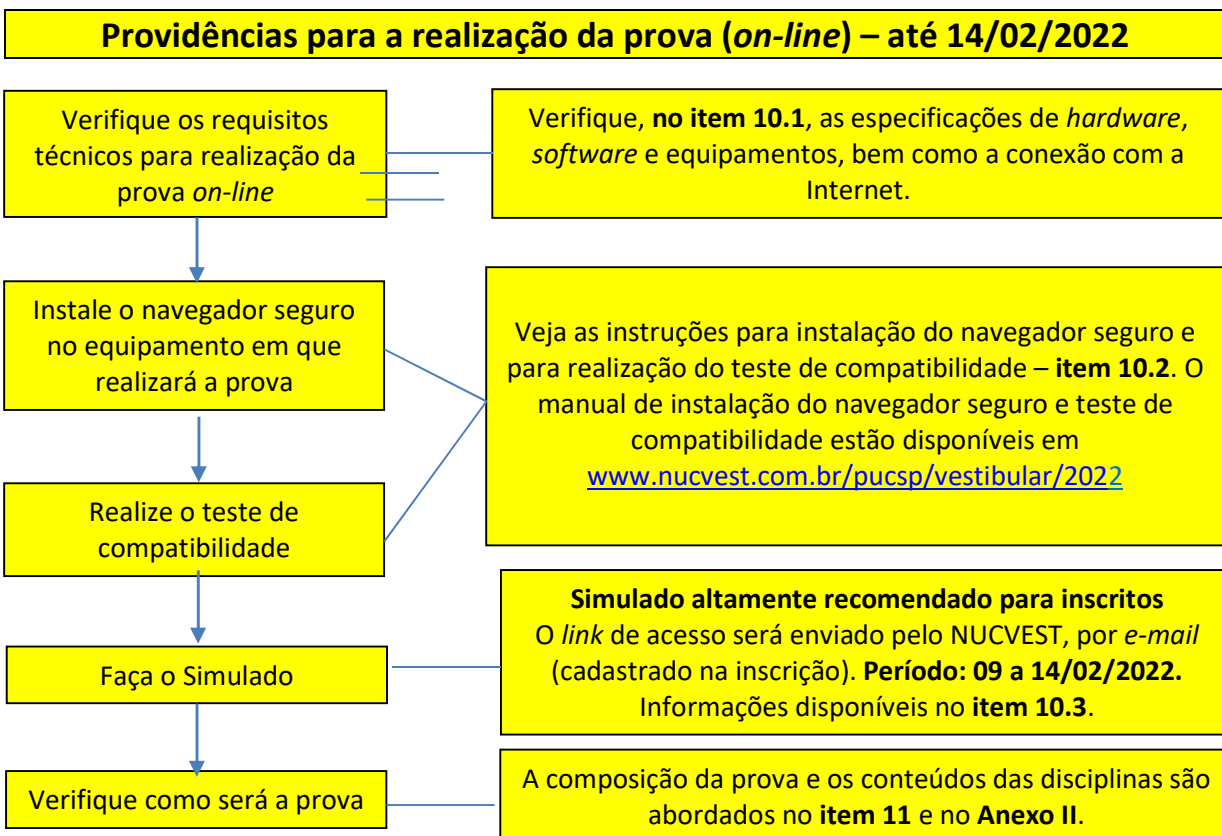 Providências para a realização da prova (on-line) – até 14/02/2022
Verifique os requisitos
técnicos para realização da
prova on-line
Verifique, no item 10.1, as especificações de hardware,
software e equipamentos, bem como a conexão com a
Internet.
Instale o navegador seguro
no equipamento em que
realizará a prova
Veja as instruções para instalação do navegador seguro e
para realização do teste de compatibilidade – item 10.2. O
manual de instalação do navegador seguro e teste de
compatibilidade estão disponíveis em
www.nucvest.com.br/pucsp/vestibular/2022
Realize o teste de
compatibilidade
Simulado altamente recomendado para inscritos
O link de acesso será enviado pelo NUCVEST, por e-mail
(cadastrado na inscrição). Período: 09 a 14/02/2022.
Informações disponíveis no item 10.3.
Faça o Simulado
Verifique como será a prova
A composição da prova e os conteúdos das disciplinas são
abordados no item 11 e no Anexo II.